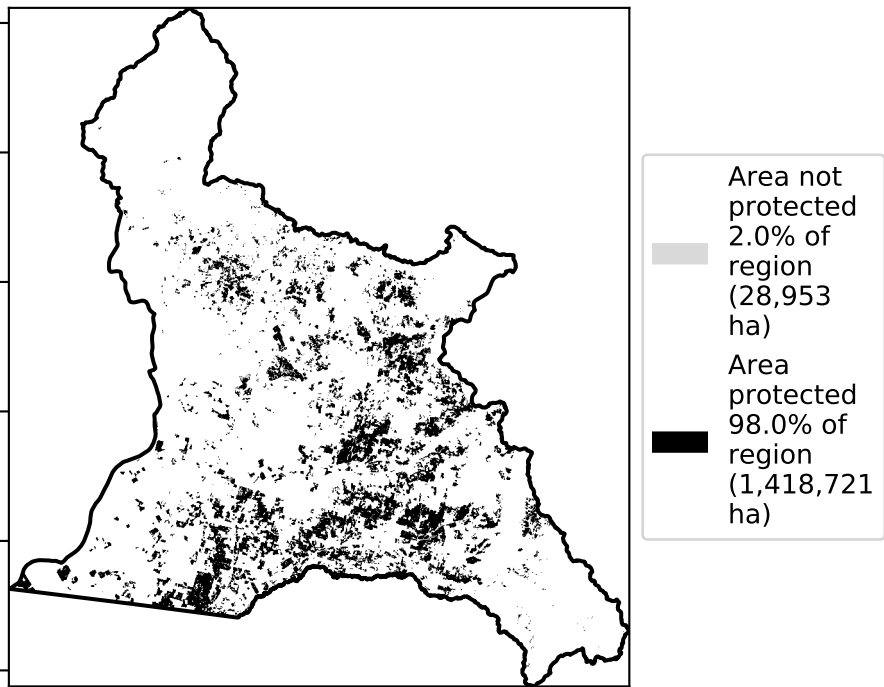 Area not
protected
2.0% of
region
(28,953
ha)
Area
protected
98.0% of
region
(1,418,721
ha)